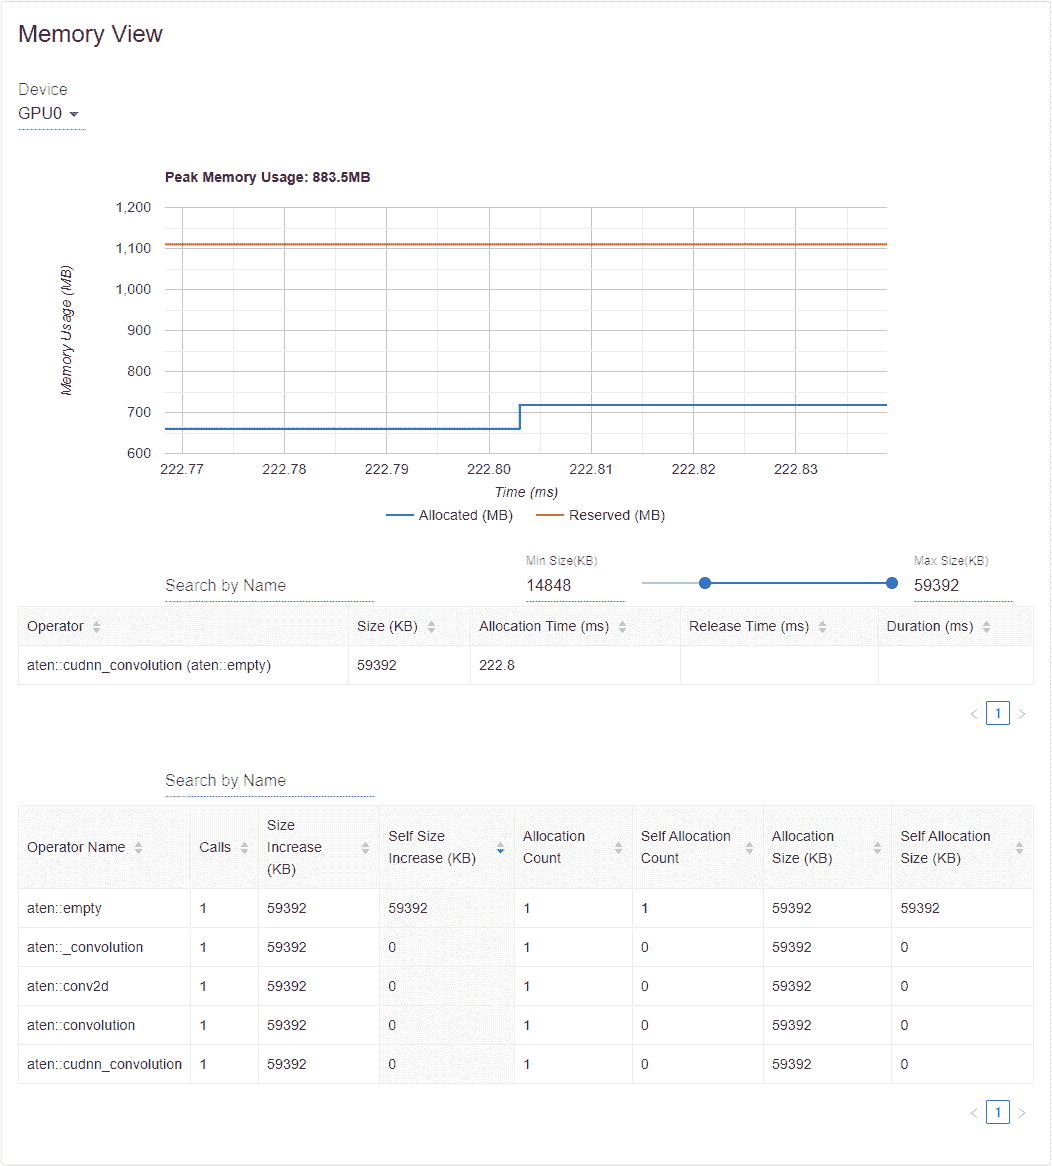 Memory View
Device
GPU0
Peak Memory Usage: 883.5MB
1,200
1,100
1,000
900
800
700
600
Memory Usage (MB)
222.77 222.78 222.79 222.80 222.81 222.82 222.83
Time (ms)
Allocated (MB) Reserved (MB)
Min Size(KB) Max Size(KB)
Search by Name 14848 59392
Operator Size (KB) Allocation Time (ms) Release Time (ms) Duration (ms)
aten::cudnn_convolution (aten::empty) 59392 222.8
< 1 >
Search by Name
Operator Name Calls Size Increase (KB) Self Size Increase (KB) Allocation Count Self Allocation Count Allocation Size (KB) Self Allocation Size (KB)
aten::empty 1 59392 59392 1 1 59392 59392
aten::_convolution 1 59392 0 1 0 59392 0
aten::conv2d 1 59392 0 1 0 59392 0
aten::convolution 1 59392 0 1 0 59392 0
aten::cudnn_convolution 1 59392 0 1 0 59392 0
< 1 >